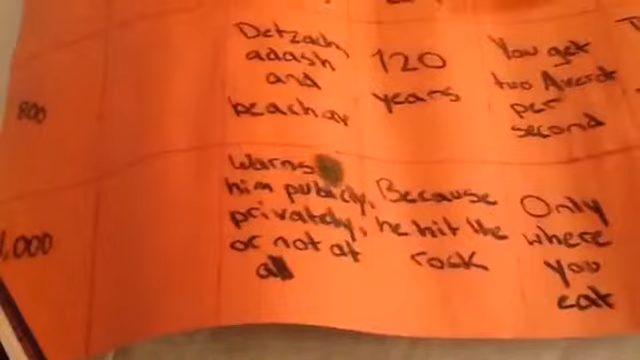 800
Detzach
adash
and
beachav
120
years
You get
two Averot
per
second
1,000
Warns
him publicly,
privately,
or not at
all
Because
he hit the
rock
Only
where
you
eat